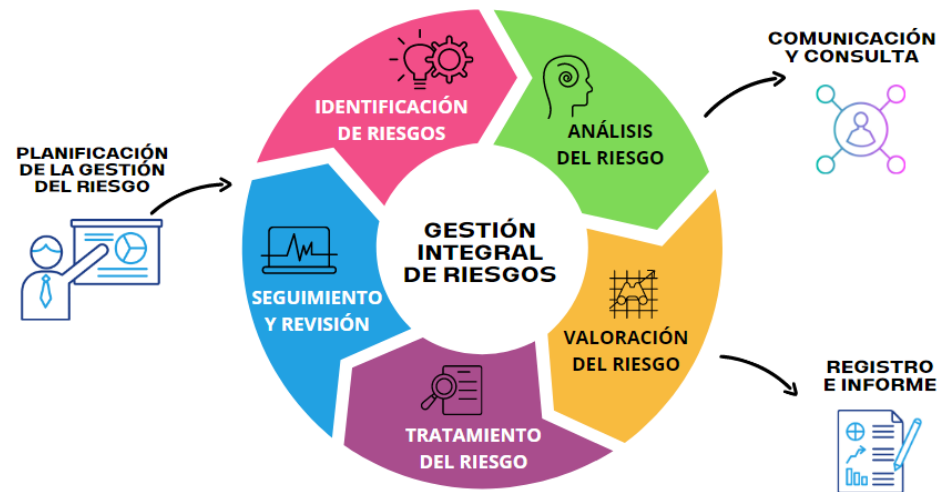 COMUNICACIÓN
Y CONSULTA
IDENTIFICACIÓN
DE RIESGOS
ANÁLISIS
DEL RIESGO
PLANIFICACIÓN
DE LA GESTIÓN
DEL RIESGO
GESTIÓN
INTEGRAL
DE RIESGOS
SEGUIMIENTO
Y REVISIÓN
VALORACIÓN
DEL RIESGO
REGISTRO
E INFORME
TRATAMIENTO
DEL RIESGO